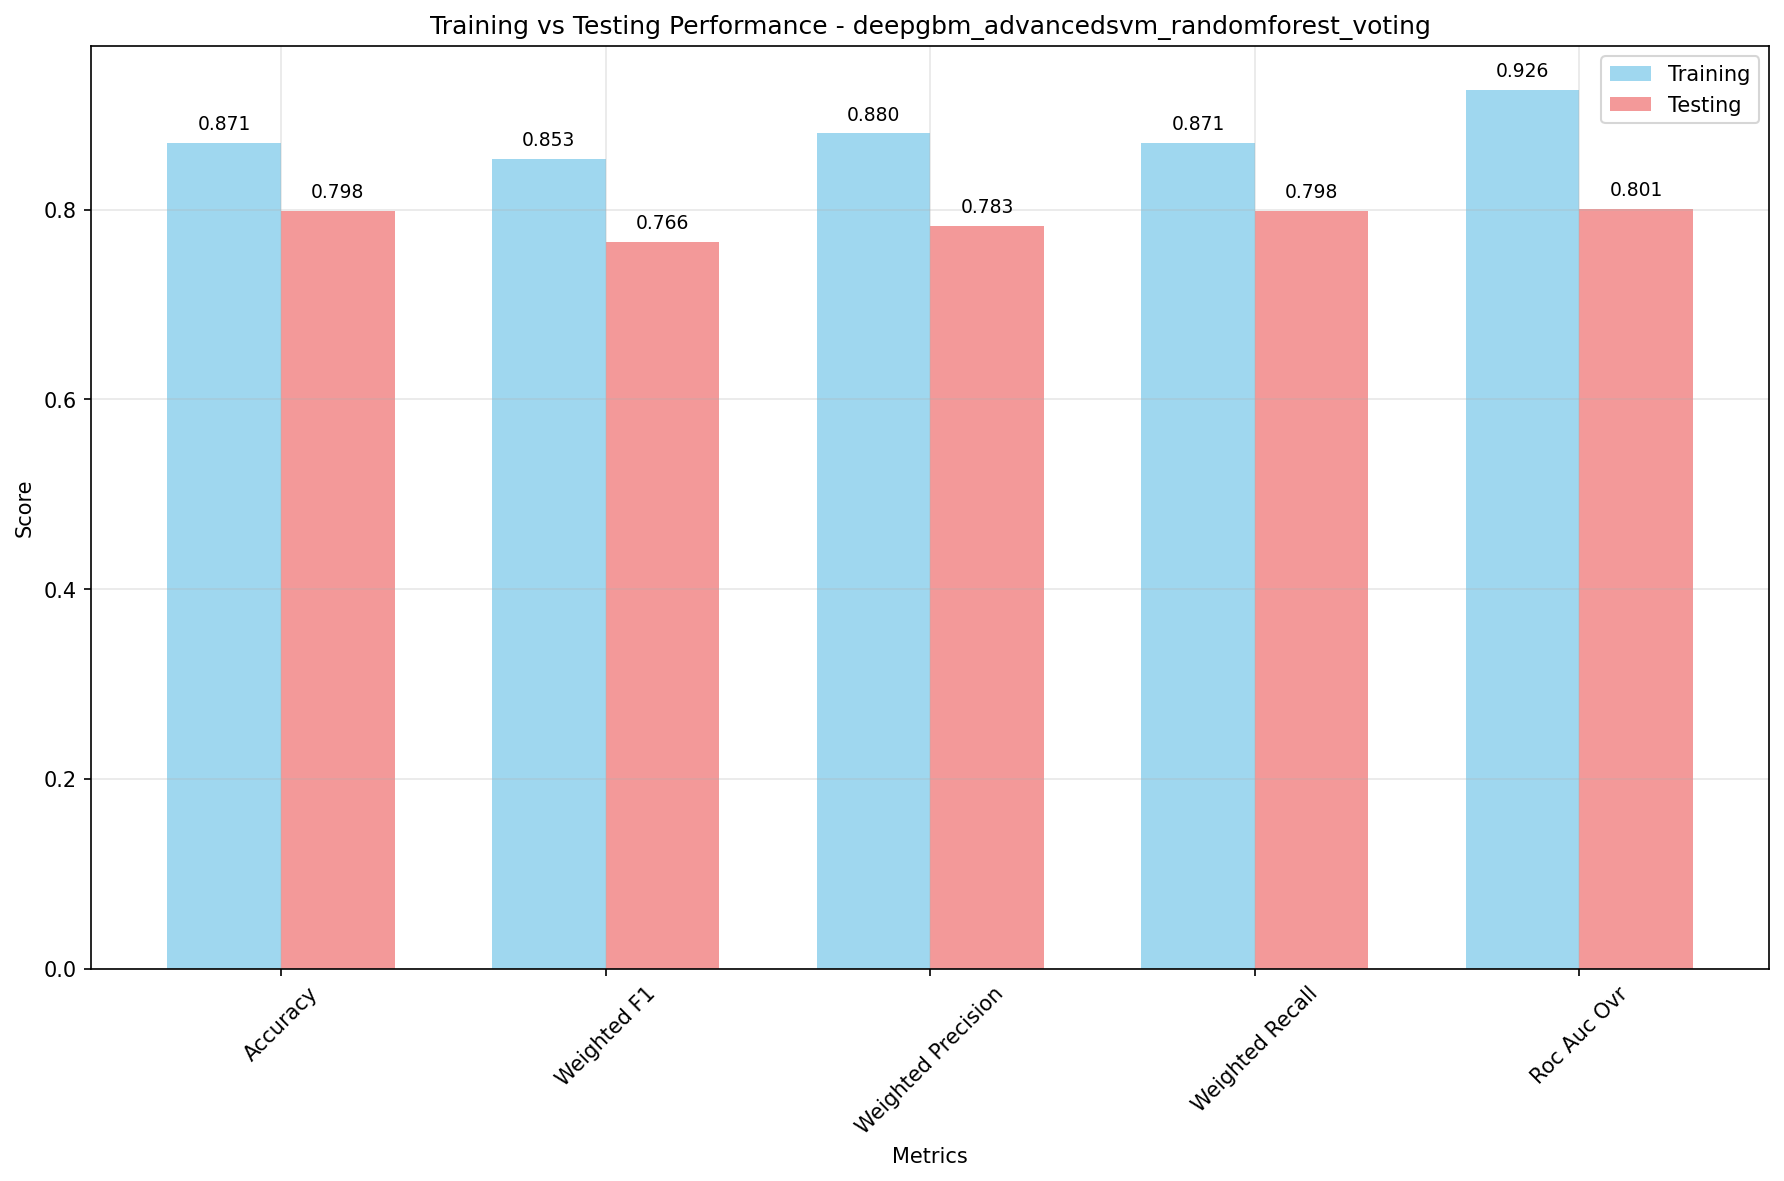 Training vs Testing Performance - deepgbm_advancedsvm_randomforest_voting
Training
Testing
0.871
0.798
0.853
0.766
0.880
0.783
0.871
0.798
0.926
0.801
Score
0.8
0.6
0.4
0.2
0.0
Accuracy
Weighted F1
Weighted Precision
Weighted Recall
Roc Auc Ovr
Metrics